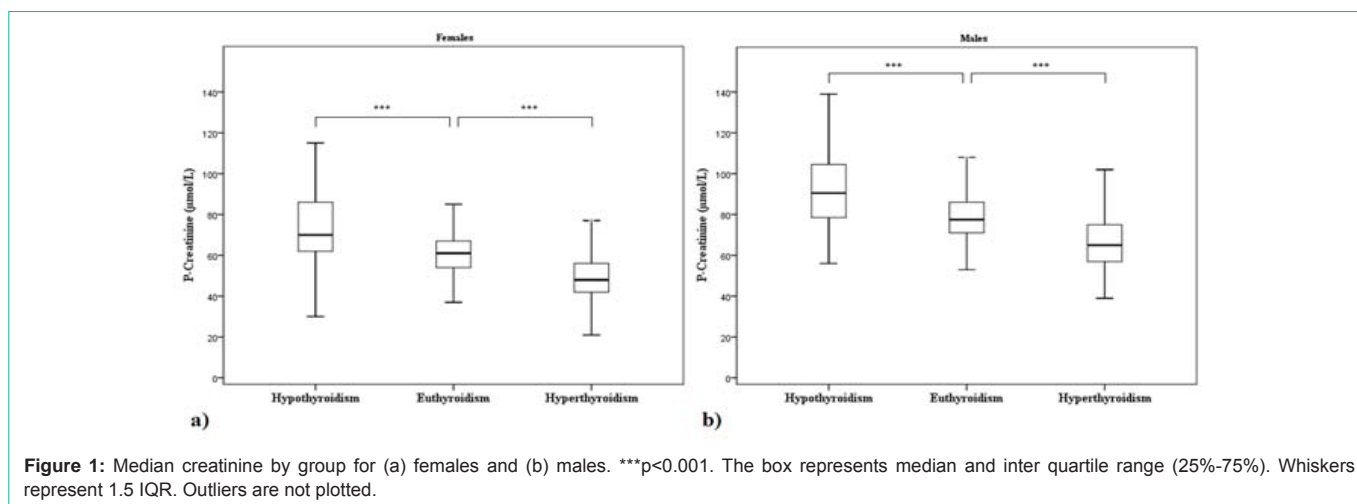 Females
Males
***
***
***
***
P-Creatinine (µmol/L)
140
120
100
80
60
40
20
0
Hypothyroidism
Euthyroidism
Hyperthyroidism
a)
P-Creatinine (µmol/L)
140
120
100
80
60
40
20
0
Hypothyroidism
Euthyroidism
Hyperthyroidism
b)
Figure 1: Median creatinine by group for (a) females and (b) males. ***p<0.001. The box represents median and inter quartile range (25%-75%). Whiskers
represent 1.5 IQR. Outliers are not plotted.